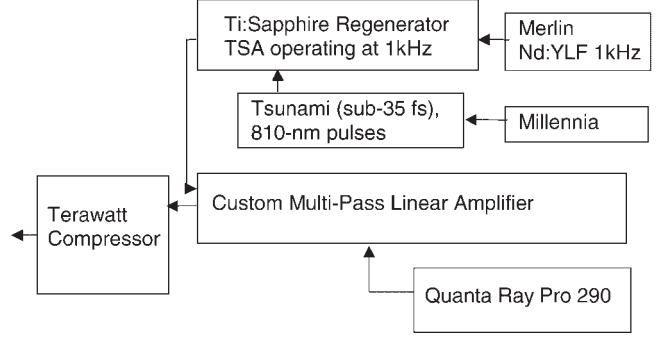 Ti:Sapphire Regenerator
TSA operating at 1kHz
Merlin
Nd:YLF 1kHz
Tsunami (sub-35 fs),
810-nm pulses
Millennia
Custom Multi-Pass Linear Amplifier
Terawatt
Compressor
Quanta Ray Pro 290